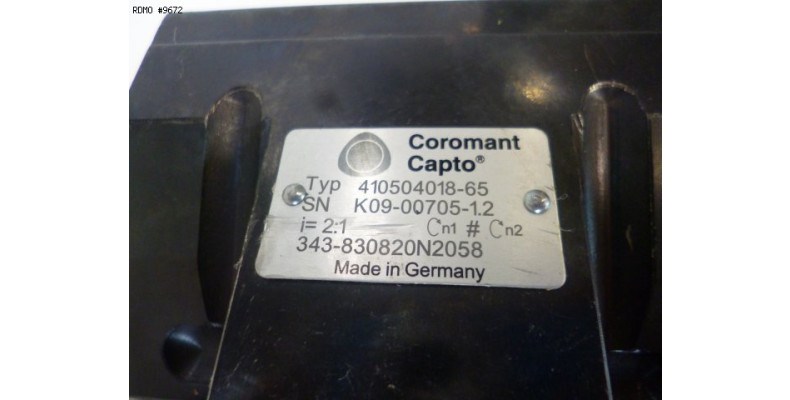 RDMO #9672
Coromant
Capto®
Typ 410504018-65
SN K09-00705-1.2
i= 2:1 Cn1 # Cn2
343-830820N2058
Made in Germany